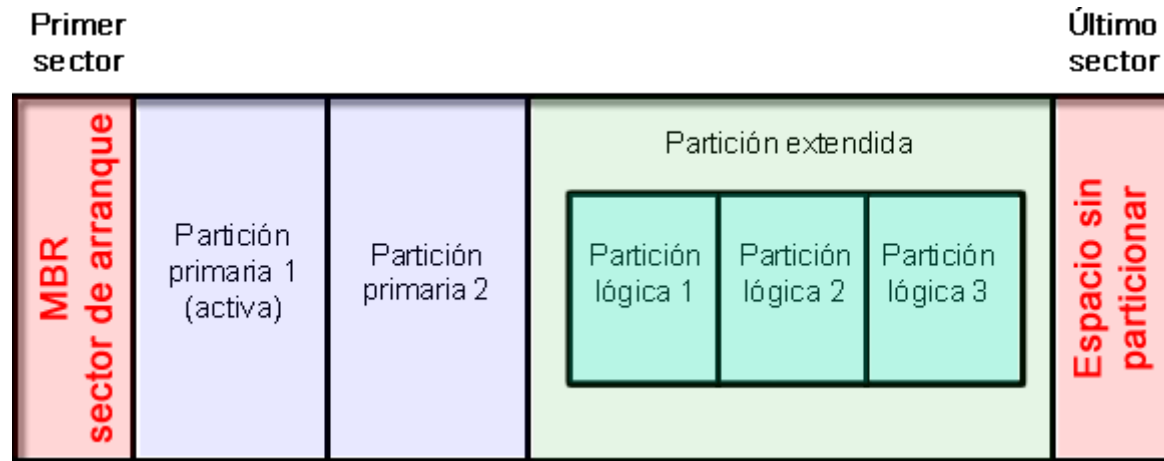 Primer
sector
Último
sector
MBR
sector de arranque
Partición
primaria 1
(activa)
Partición
primaria 2
Partición extendida
Partición
lógica 1
Partición
lógica 2
Partición
lógica 3
Espacio sin
particionar